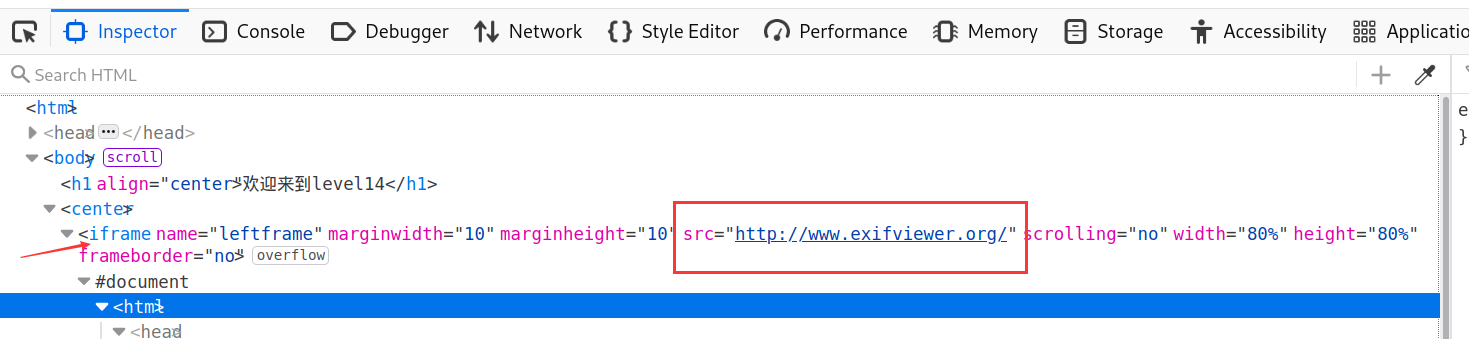 Inspector Console Debugger Network Style Editor Performance Memory Storage Accessibility Applicatio
Search HTML
<html>
<head> ••• </head> e
<body> scroll }
<h1 align="center">欢迎来到level14</h1>
<center>
<iframe name="leftframe" marginwidth="10" marginheight="10" src="http://www.exifviewer.org/" scrolling="no" width="80%" height="80%"
frameborder="no"> overflow
#document
<html>
<head>